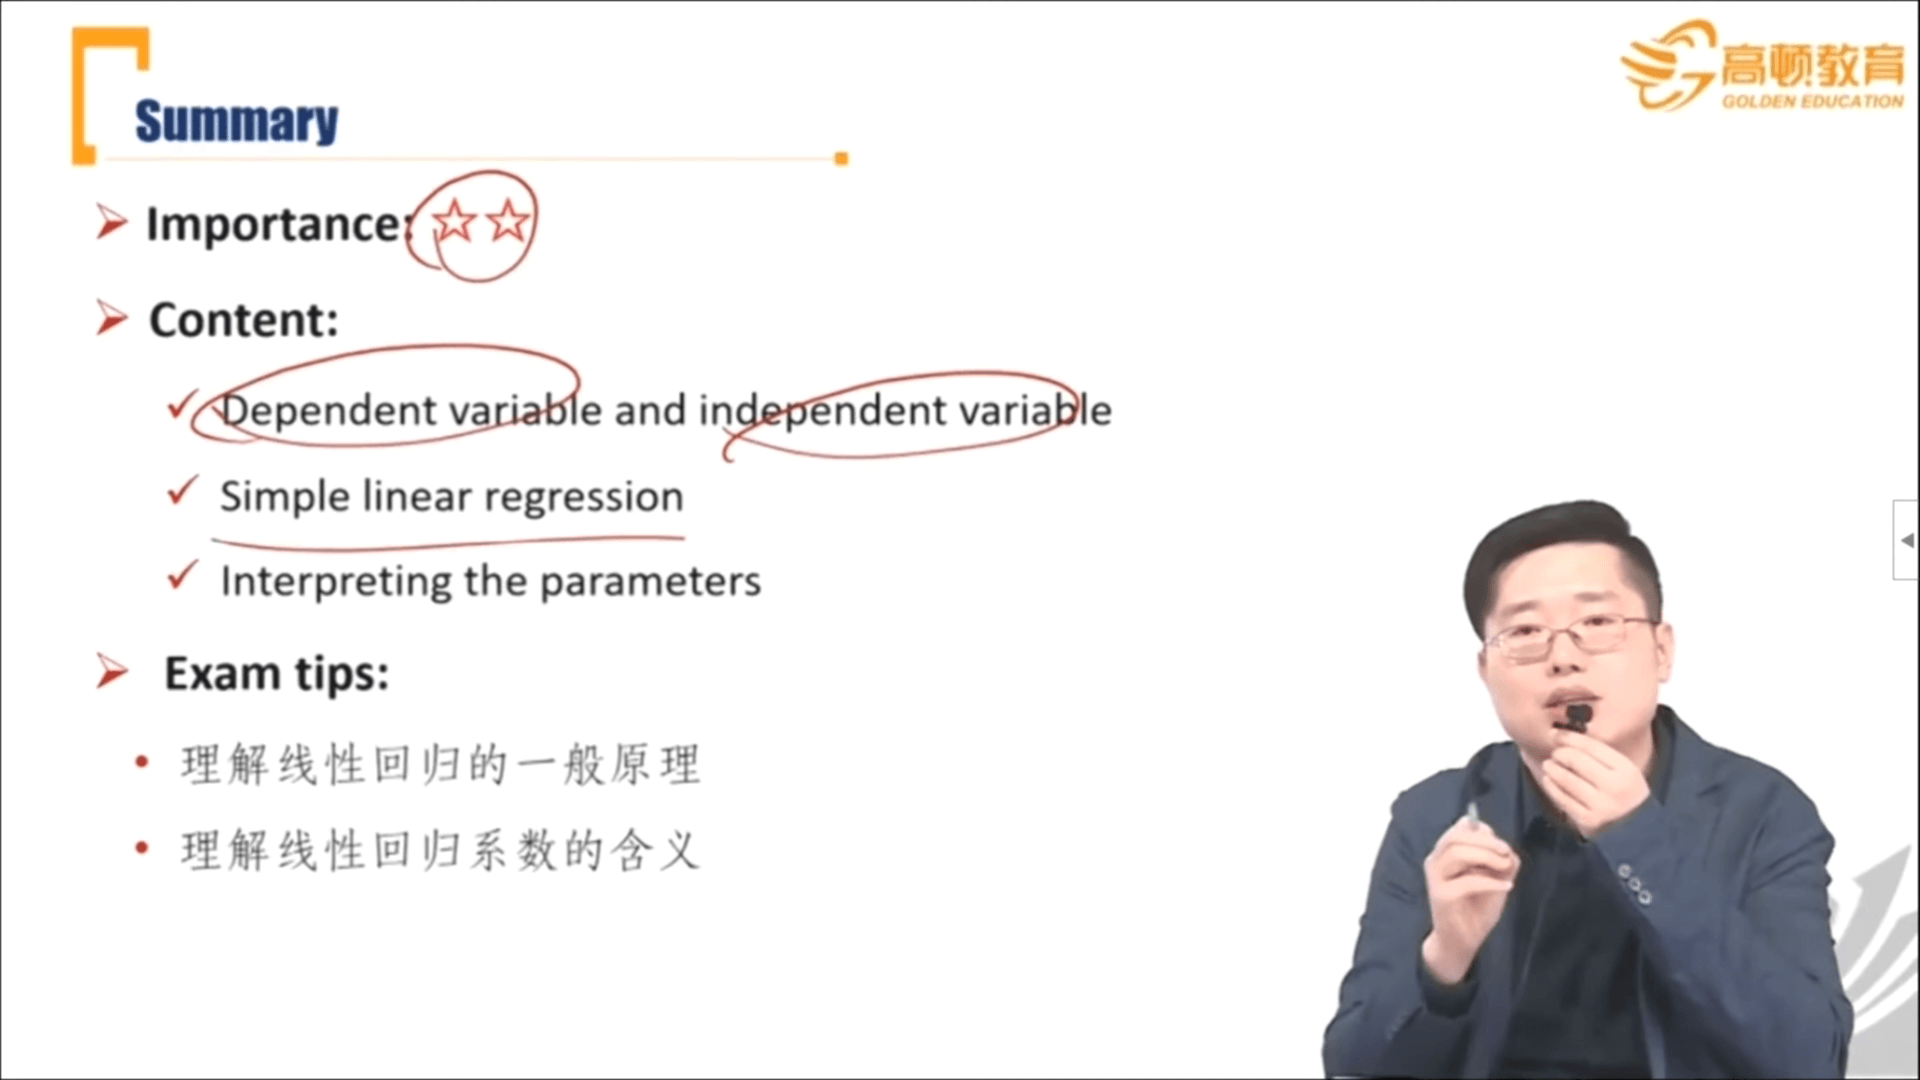 高顿教育
GOLDEN EDUCATION
Summary
Importance: ☆☆
Content:
Dependent variable and independent variable
Simple linear regression
Interpreting the parameters
Exam tips:
理解线性回归的一般原理
理解线性回归系数的含义